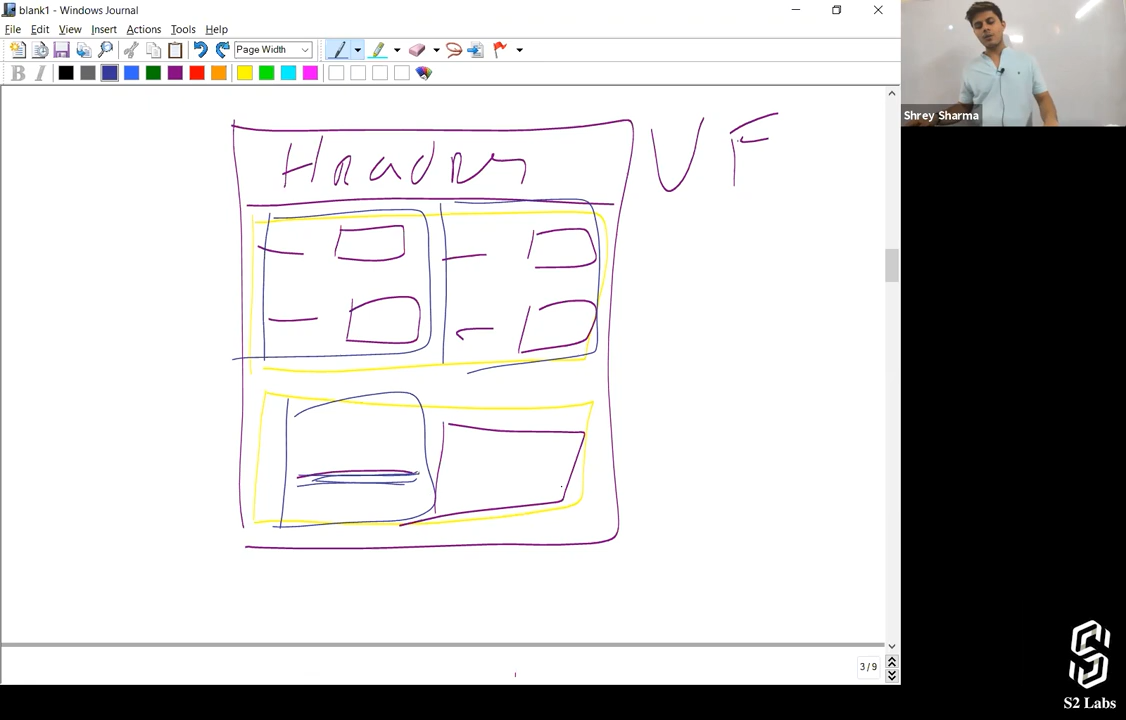 blank1 - Windows Journal
File Edit View Insert Actions Tools Help
Page Width
B I
Shrey Sharma
Header
V F
3 / 9
S2 Labs